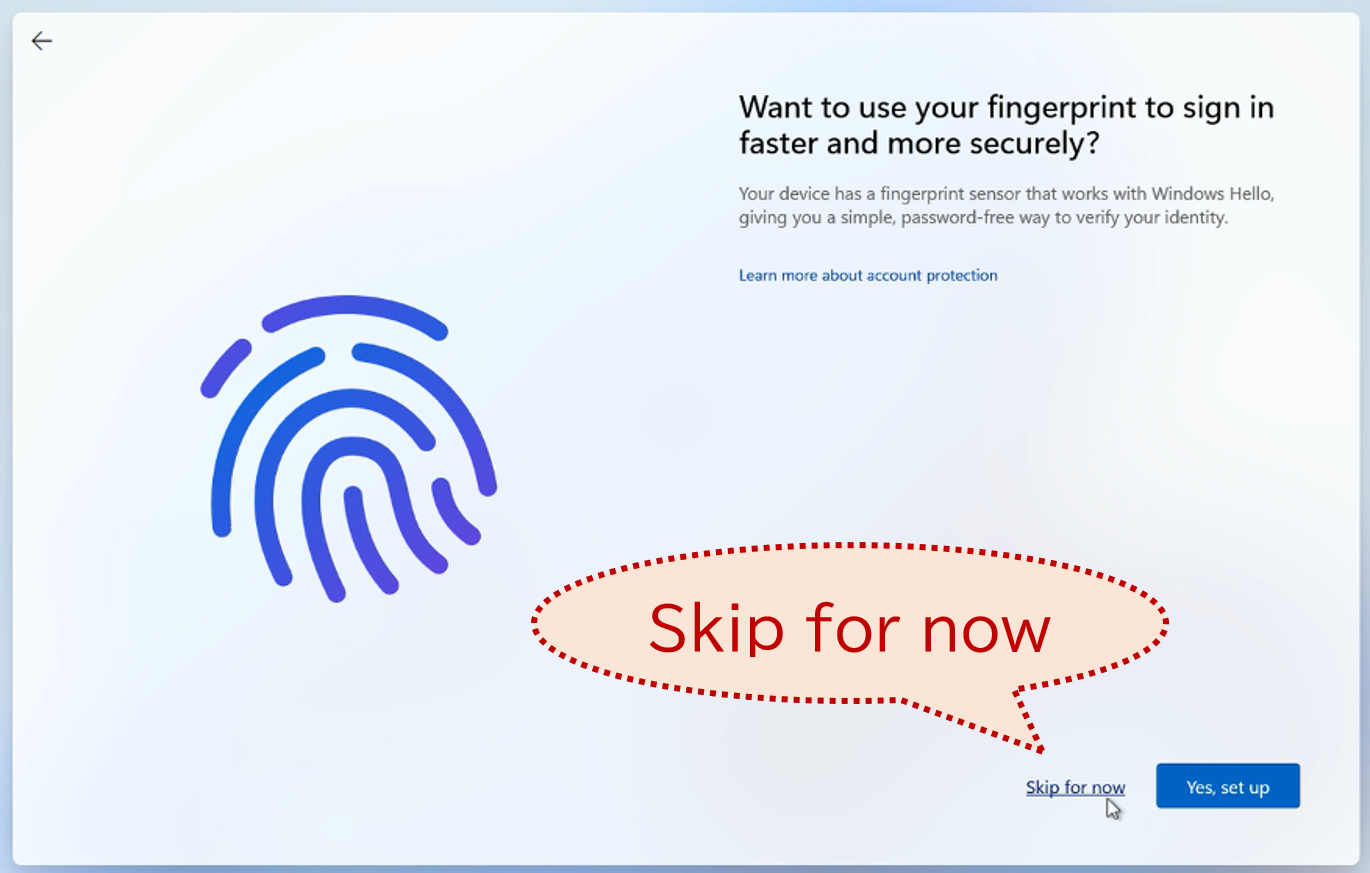 Want to use your fingerprint to sign in
faster and more securely?
Your device has a fingerprint sensor that works with Windows Hello,
giving you a simple, password-free way to verify your identity.
Learn more about account protection
Skip for now
Skip for now
Yes, set up